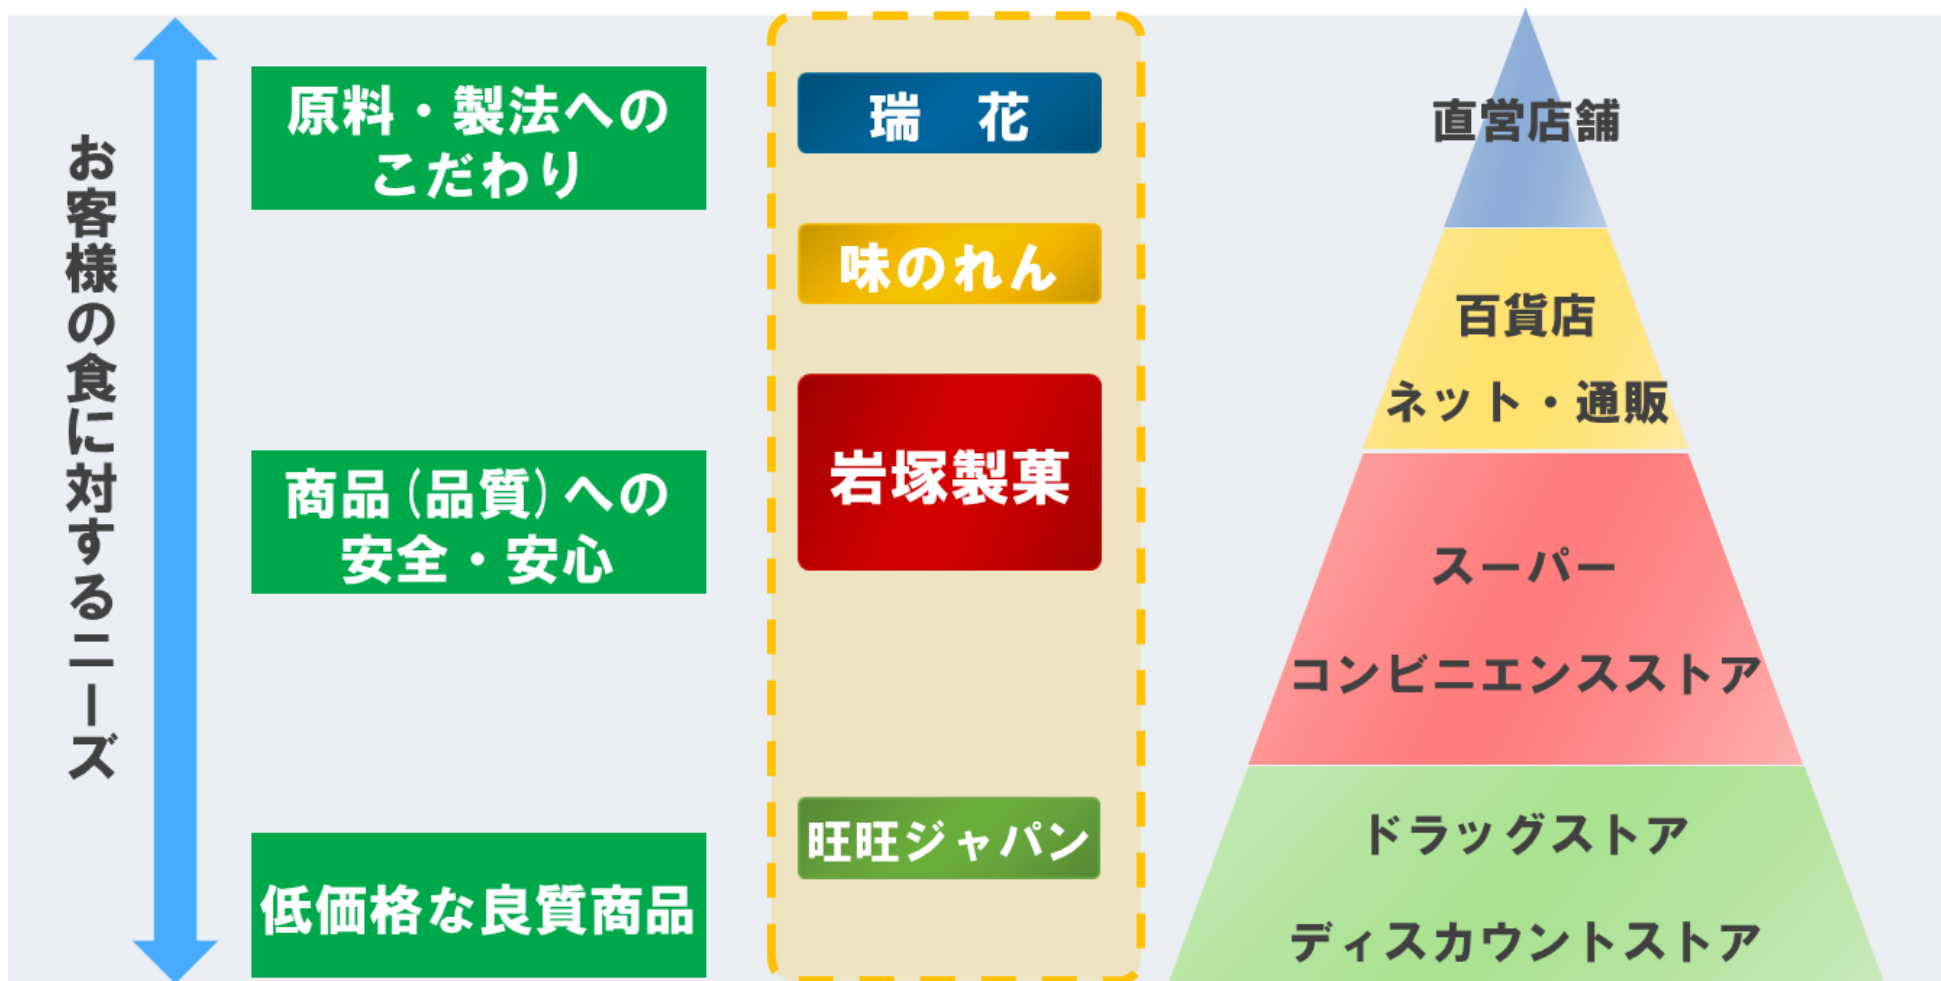 お客様の食に対するニーズ
原料・製法への
こだわり
商品(品質)への
安全・安心
低価格な良質商品
瑞　花
味のれん
岩塚製菓
旺旺ジャパン
直営店舗
百貨店
ネット・通販
スーパー
コンビニエンスストア
ドラッグストア
ディスカウントストア